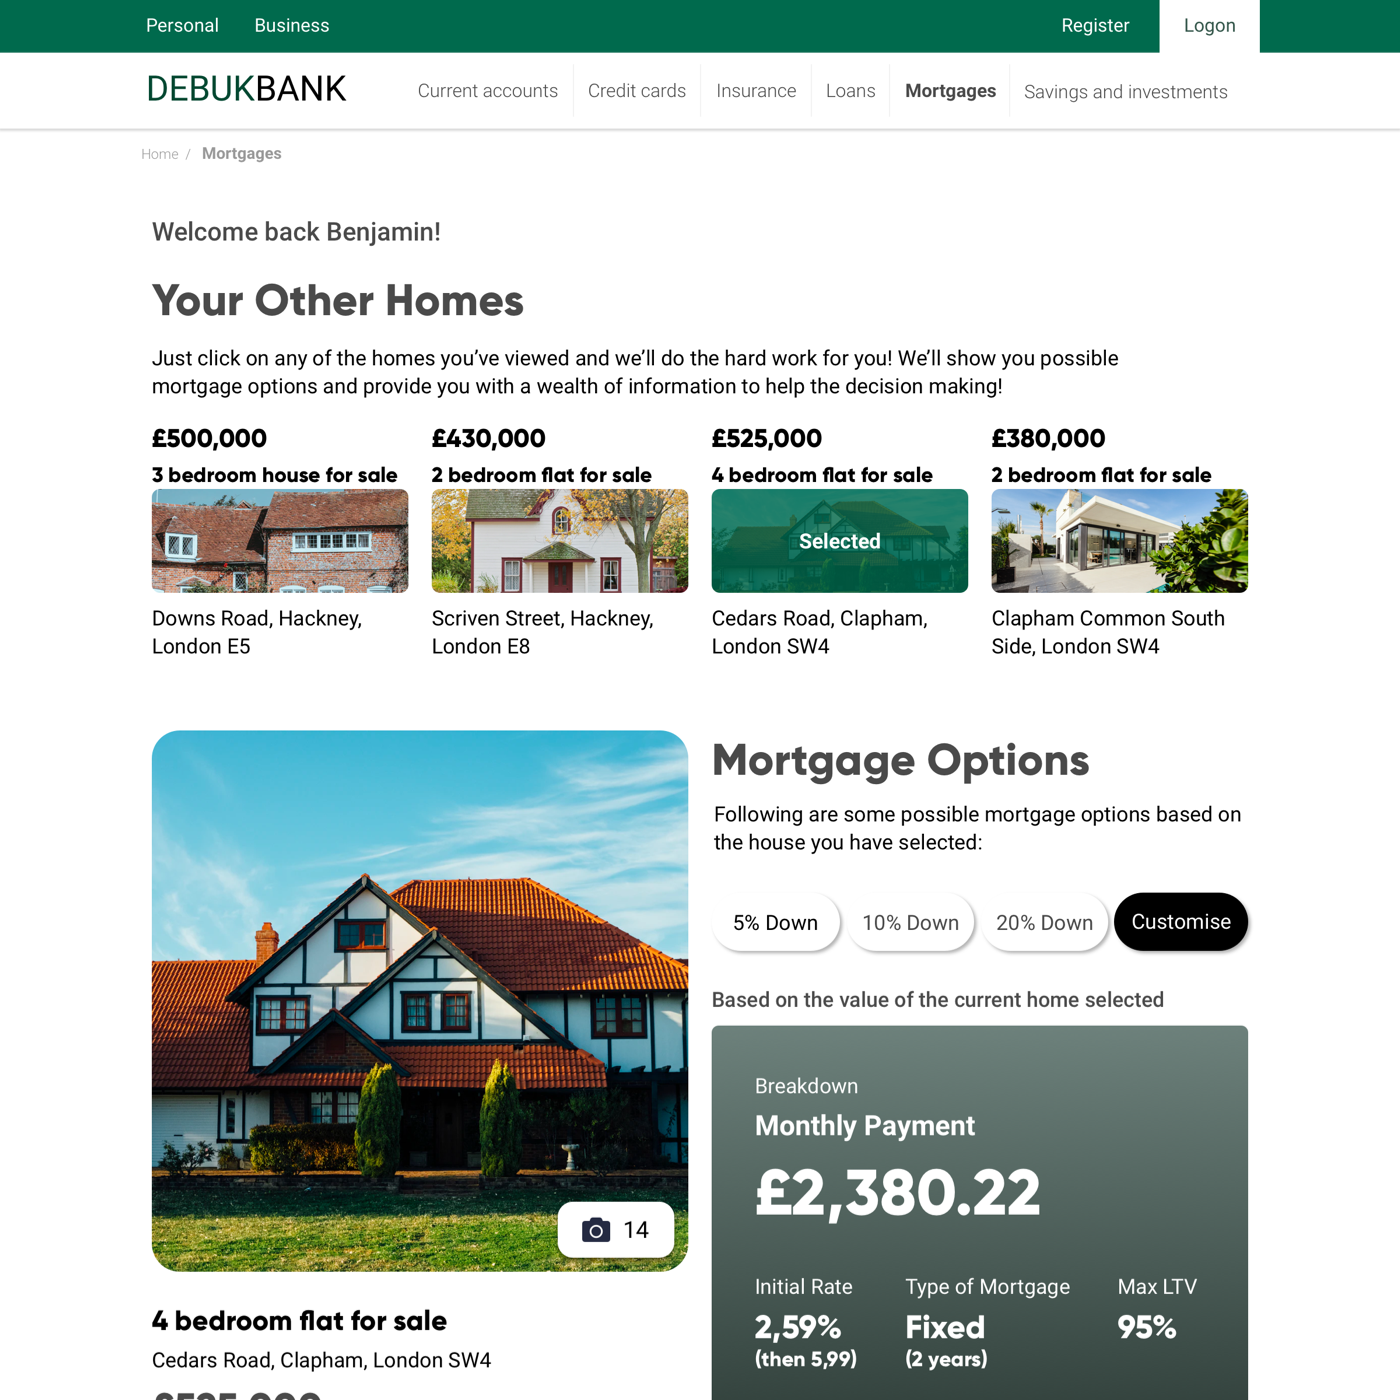 Personal Business Register Logon
DEBUKBANK Current accounts Credit cards Insurance Loans Mortgages Savings and investments
Home / Mortgages
Welcome back Benjamin!
Your Other Homes
Just click on any of the homes you’ve viewed and we’ll do the hard work for you! We’ll show you possible
mortgage options and provide you with a wealth of information to help the decision making!
£500,000
3 bedroom house for sale
Downs Road, Hackney,
London E5
£430,000
2 bedroom flat for sale
Scriven Street, Hackney,
London E8
£525,000
4 bedroom flat for sale
Selected
Cedars Road, Clapham,
London SW4
£380,000
2 bedroom flat for sale
Clapham Common South
Side, London SW4
14
4 bedroom flat for sale
Cedars Road, Clapham, London SW4
£525,000
Mortgage Options
Following are some possible mortgage options based on
the house you have selected:
5% Down 10% Down 20% Down Customise
Based on the value of the current home selected
Breakdown
Monthly Payment
£2,380.22
Initial Rate Type of Mortgage Max LTV
2,59% Fixed 95%
(then 5,99) (2 years)